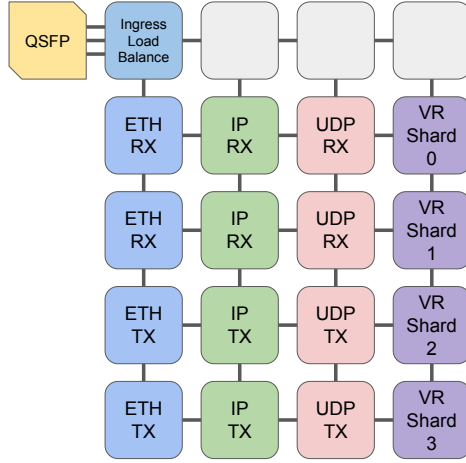 QSFP
Ingress
Load
Balance
ETH
RX
IP
RX
UDP
RX
VR
Shard
0
ETH
RX
IP
RX
UDP
RX
VR
Shard
1
ETH
TX
IP
TX
UDP
TX
VR
Shard
2
ETH
TX
IP
TX
UDP
TX
VR
Shard
3